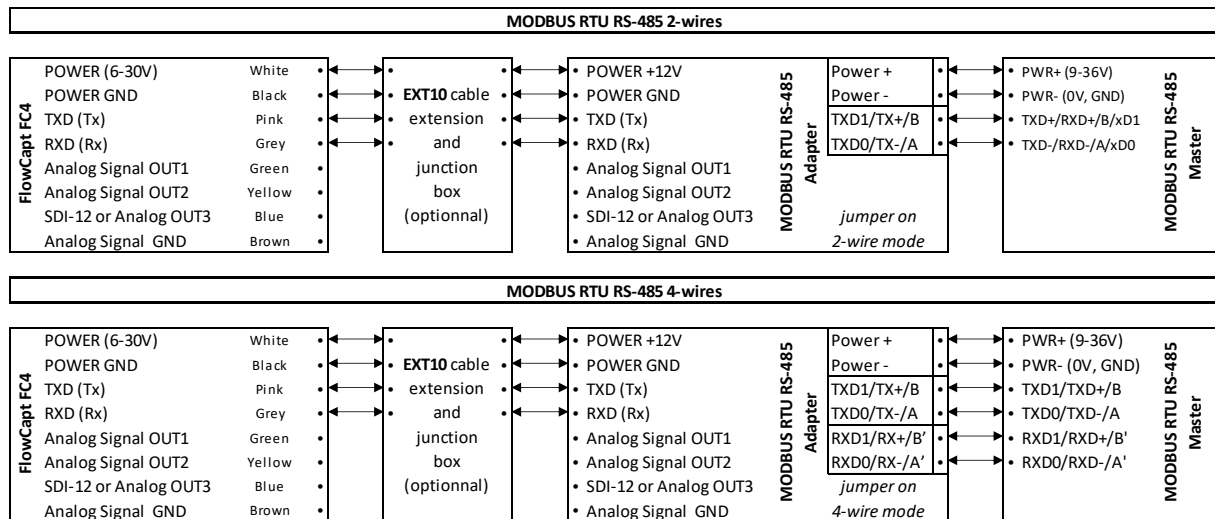 MODBUS RTU RS-485 2-wires
FlowCapt FC4
POWER (6-30V) White
POWER GND Black
TXD (Tx) Pink
RXD (Rx) Grey
Analog Signal OUT1 Green
Analog Signal OUT2 Yellow
SDI-12 or Analog OUT3 Blue
Analog Signal GND Brown
EXT10 cable
extension
and
junction
box
(optionnal)
• POWER +12V
• POWER GND
• TXD (Tx)
• RXD (Rx)
• Analog Signal OUT1
• Analog Signal OUT2
• SDI-12 or Analog OUT3
• Analog Signal GND
MODBUS RTU RS-485
Adapter
Power +
Power -
TXD1/TX+/B
TXD0/TX-/A
jumper on
2-wire mode
• PWR+ (9-36V)
• PWR- (0V, GND)
• TXD+/RXD+/B/xD1
• TXD-/RXD-/A/xD0
MODBUS RTU RS-485
Master
MODBUS RTU RS-485 4-wires
FlowCapt FC4
POWER (6-30V) White
POWER GND Black
TXD (Tx) Pink
RXD (Rx) Grey
Analog Signal OUT1 Green
Analog Signal OUT2 Yellow
SDI-12 or Analog OUT3 Blue
Analog Signal GND Brown
EXT10 cable
extension
and
junction
box
(optionnal)
• POWER +12V
• POWER GND
• TXD (Tx)
• RXD (Rx)
• Analog Signal OUT1
• Analog Signal OUT2
• SDI-12 or Analog OUT3
• Analog Signal GND
MODBUS RTU RS-485
Adapter
Power +
Power -
TXD1/TX+/B
TXD0/TX-/A
RXD1/RX+/B’
RXD0/RX-/A’
jumper on
4-wire mode
• PWR+ (9-36V)
• PWR- (0V, GND)
• TXD1/TXD+/B
• TXD0/TXD-/A
• RXD1/RXD+/B'
• RXD0/RXD-/A'
MODBUS RTU RS-485
Master